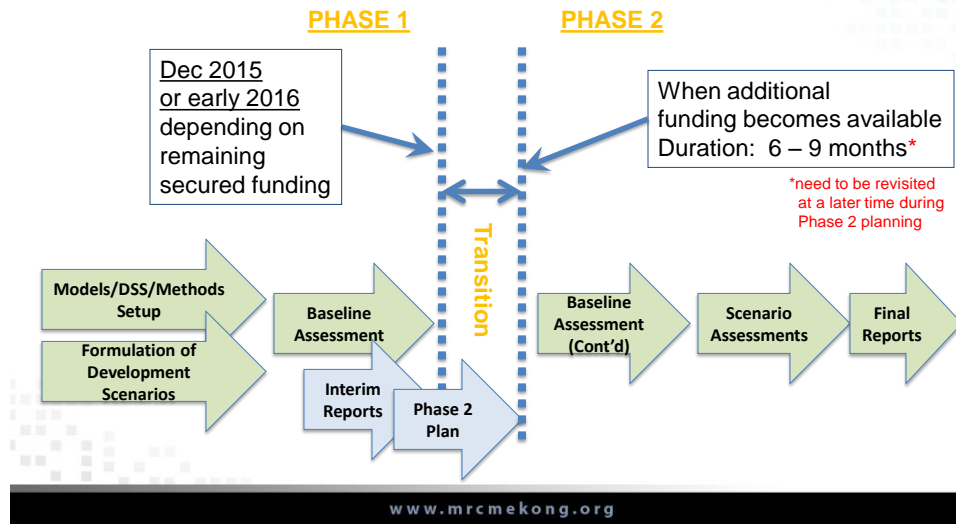 PHASE 1
PHASE 2
Dec 2015
or early 2016
depending on
remaining
secured funding
When additional
funding becomes available
Duration: 6 – 9 months*
*need to be revisited
at a later time during
Phase 2 planning
Transition
Models/DSS/Methods
Setup
Formulation of
Development
Scenarios
Baseline
Assessment
Interim
Reports
Phase 2
Plan
Baseline
Assessment
(Cont’d)
Scenario
Assessments
Final
Reports
www.mrcmekong.org